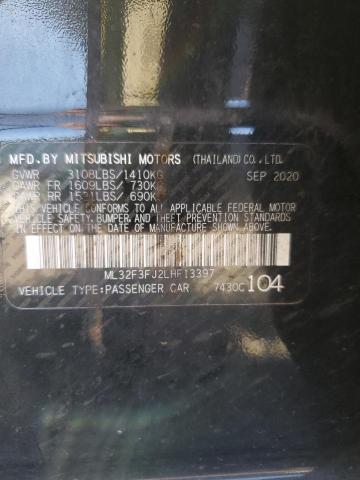 MFD.BY MITSUBISHI MOTORS (THAILAND) CO.,LTD.
GVWR 3108LBS/1410KG SEP 2020
GAWR FR 1609LBS/ 730K
GAWR RR 1521LBS/ 690K
THIS VEHICLE CONFORMS TO ALL APPLICABLE FEDERAL MOTOR
VEHICLE SAFETY,BUMPER,AND THEFT PREVENTION STANDARDS IN
EFFECT ON THE DATE OF MANUFACTURE SHOWN ABOVE.
ML32F3FJ2LHF13397
VEHICLE TYPE:PASSENGER CAR 7430C 104